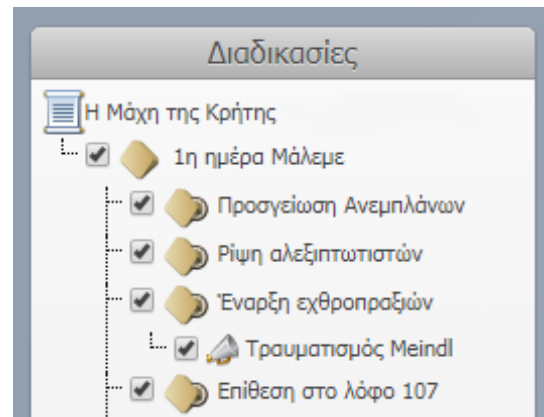 Διαδικασίες
Η Μάχη της Κρήτης
1η ημέρα Μάλεμε
Προσγείωση Ανεμπλάνων
Ρίψη αλεξιπτωτιστών
Έναρξη εχθροπραξιών
Τραυματισμός Meindl
Επίθεση στο λόφο 107